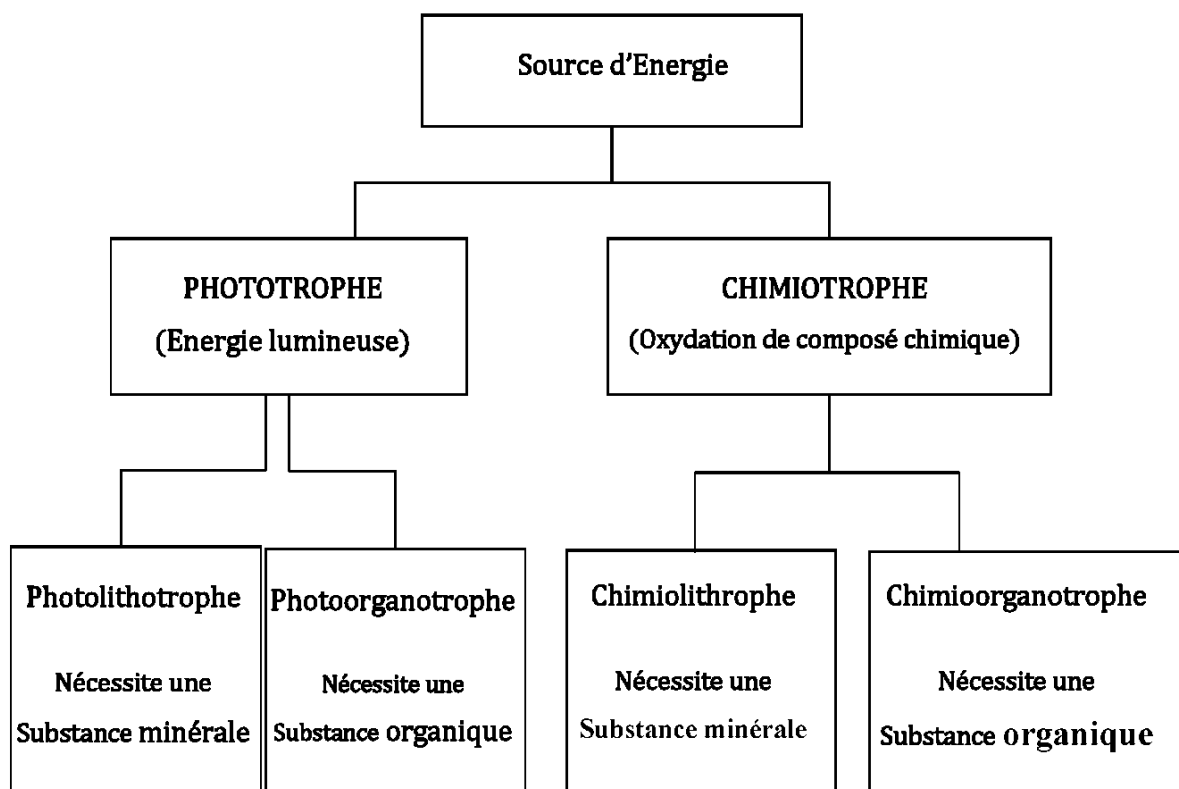 Source d'Energie
PHOTOTROPHE
(Energie lumineuse)
CHIMIOTROPHE
(Oxydation de composé chimique)
Photolithotrophe
Nécessite une
Substance minérale
Photoorganotrophe
Nécessite une
Substance organique
Chimiolithrophe
Nécessite une
Substance minérale
Chimioorganotrophe
Nécessite une
Substance organique